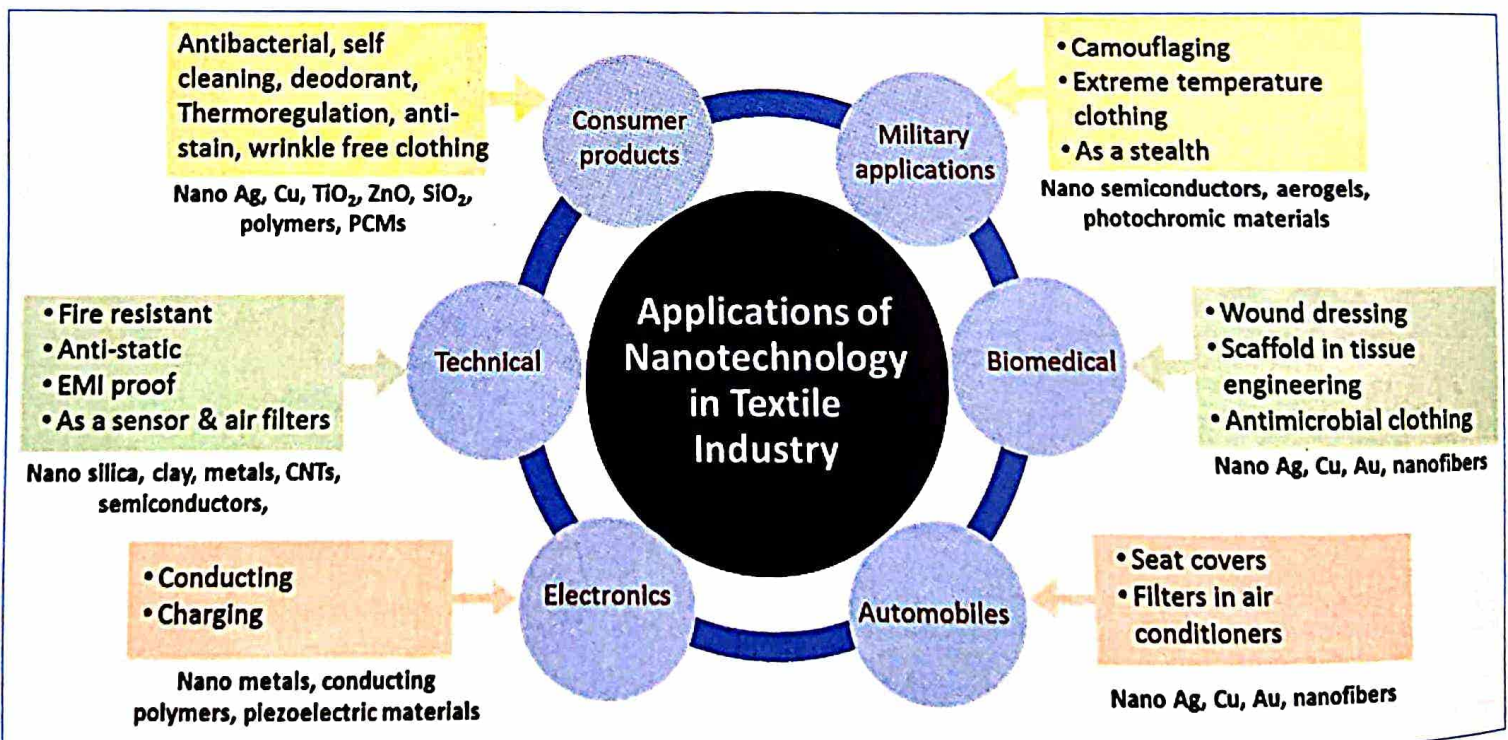 Antibacterial, self
cleaning, deodorant,
Thermoregulation, anti-
stain, wrinkle free clothing
Nano Ag, Cu, TiO₂, ZnO, SiO₂,
polymers, PCMs
Consumer
products
Military
applications
• Camouflaging
• Extreme temperature
clothing
• As a stealth
Nano semiconductors, aerogels,
photochromic materials
• Fire resistant
• Anti-static
• EMI proof
• As a sensor & air filters
Nano silica, clay, metals, CNTs,
semiconductors,
Technical
Applications of
Nanotechnology
in Textile
Industry
Biomedical
• Wound dressing
• Scaffold in tissue
engineering
• Antimicrobial clothing
Nano Ag, Cu, Au, nanofibers
• Conducting
• Charging
Nano metals, conducting
polymers, piezoelectric materials
Electronics
Automobiles
• Seat covers
• Filters in air
conditioners
Nano Ag, Cu, Au, nanofibers